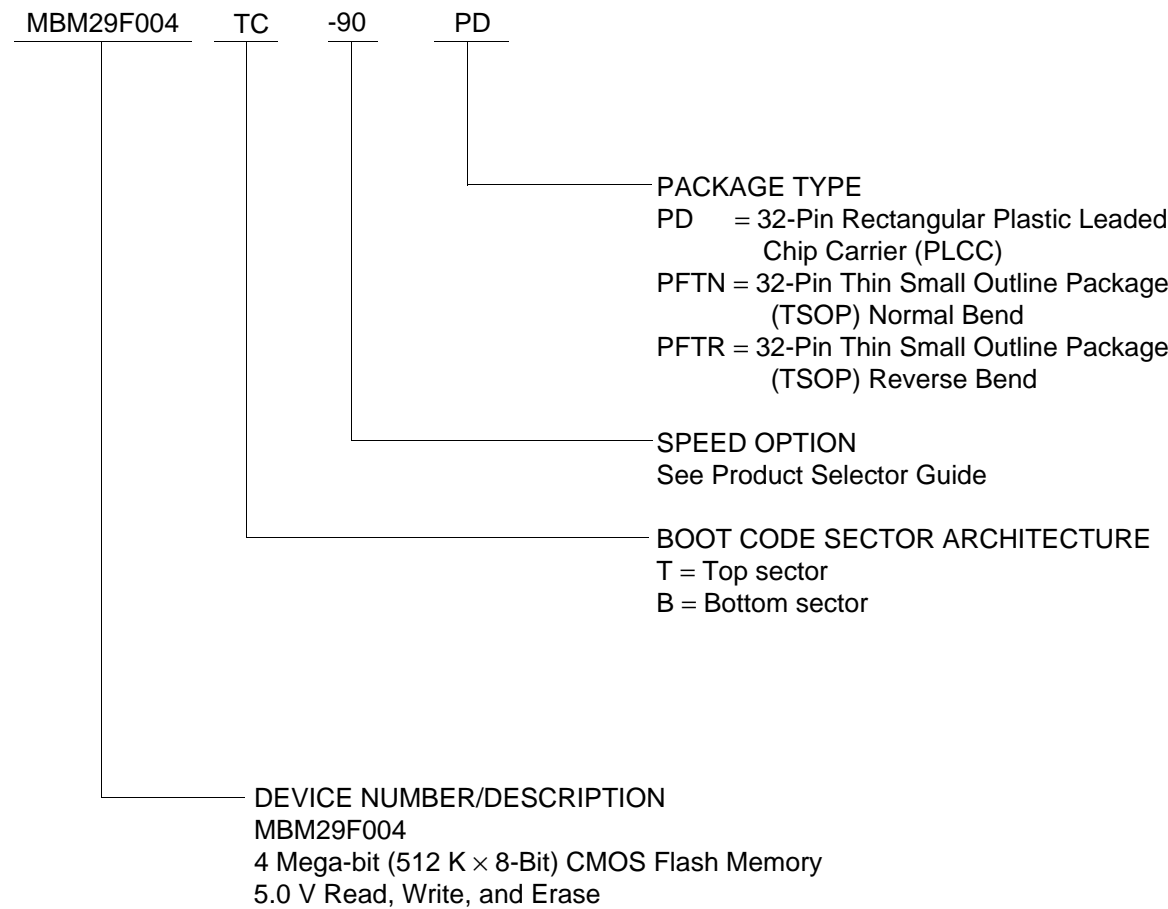 MBM29F004 TC -90 PD
PACKAGE TYPE
PD = 32-Pin Rectangular Plastic Leaded
Chip Carrier (PLCC)
PFTN = 32-Pin Thin Small Outline Package
(TSOP) Normal Bend
PFTR = 32-Pin Thin Small Outline Package
(TSOP) Reverse Bend
SPEED OPTION
See Product Selector Guide
BOOT CODE SECTOR ARCHITECTURE
T = Top sector
B = Bottom sector
DEVICE NUMBER/DESCRIPTION
MBM29F004
4 Mega-bit (512 K × 8-Bit) CMOS Flash Memory
5.0 V Read, Write, and Erase